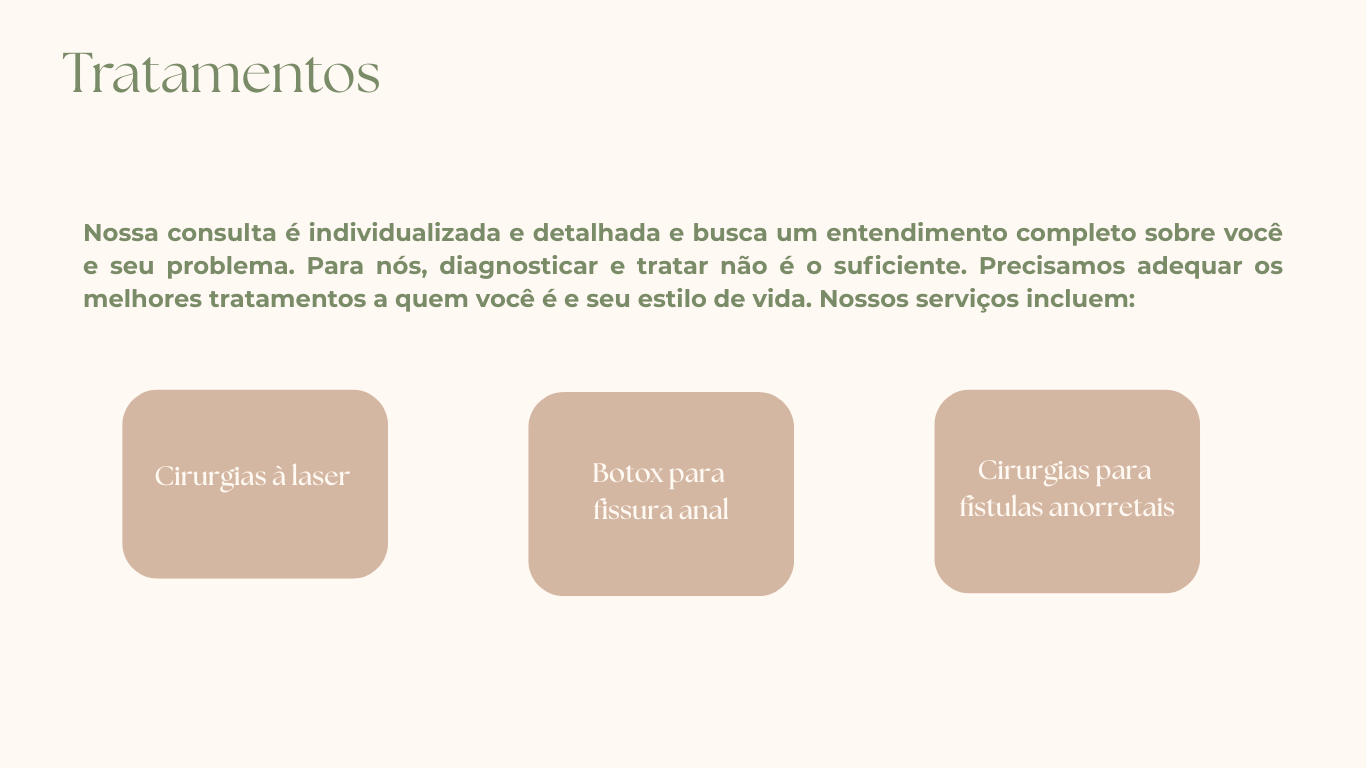 Tratamentos
Nossa consulta é individualizada e detalhada e busca um entendimento completo sobre você
e seu problema. Para nós, diagnosticar e tratar não é o suficiente. Precisamos adequar os
melhores tratamentos a quem você é e seu estilo de vida. Nossos serviços incluem:
Cirurgias à laser
Botox para
fissura anal
Cirurgias para
fístulas anorretais